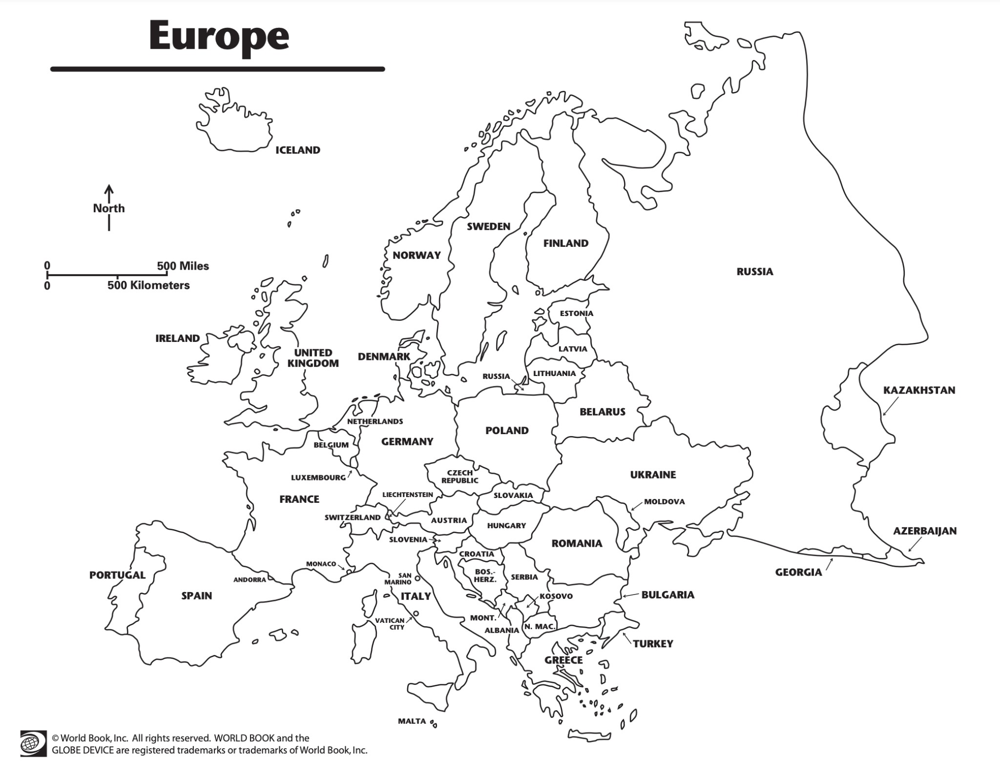 Europe
ICELAND
North
0
500 Miles
0
500 Kilometers
SWEDEN
FINLAND
NORWAY
RUSSIA
ESTONIA
IRELAND
LATVIA
UNITED
KINGDOM
DENMARK
LITHUANIA
RUSSIA
KAZAKHSTAN
BELARUS
NETHERLANDS
POLAND
GERMANY
BELGIUM
CZECH
REPUBLIC
UKRAINE
LUXEMBOURG
LIECHTENSTEIN
SLOVAKIA
FRANCE
MOLDOVA
SWITZERLAND
AUSTRIA
HUNGARY
AZERBAIJAN
SLOVENIA
ROMANIA
CROATIA
MONACO
GEORGIA
PORTUGAL
ANDORRA
SAN
MARINO
BOS.-
HERZ.
SERBIA
SPAIN
ITALY
KOSOVO
BULGARIA
MONT.
VATICAN
CITY
ALBANIA
N. MAC.
TURKEY
GREECE
MALTA
© World Book, Inc. All rights reserved. WORLD BOOK and the
GLOBE DEVICE are registered trademarks or trademarks of World Book, Inc.